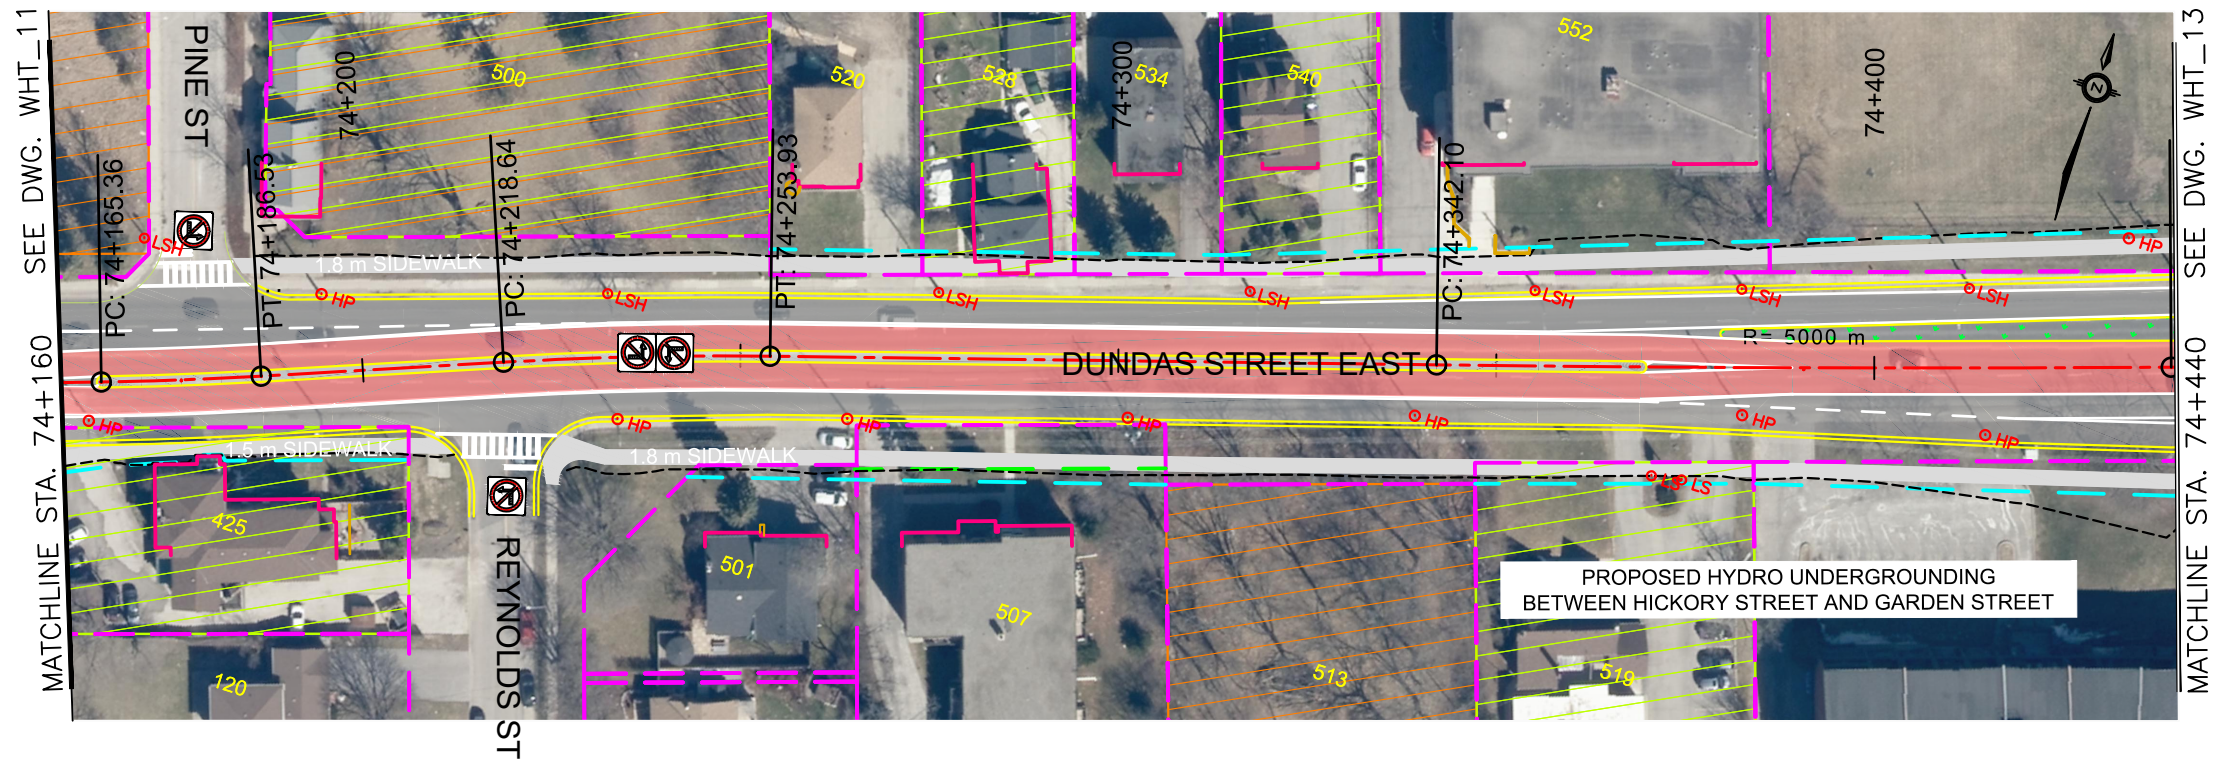 SEE DWG. WHT_11
MATCHLINE STA. 74+160
PINE ST
74+200
500
520
528
74+300
534
540
552
74+400
N
SEE DWG. WHT_13
MATCHLINE STA. 74+440
PC: 74+165.36
PT: 74+186.53
PC: 74+218.64
PT: 74+253.93
PC: 74+342.10
LSH
1.8 m SIDEWALK
HP
LSH
LSH
LSH
LSH
LSH
LSH
HP
DUNDAS STREET EAST
R= 5000 m
HP
HP
HP
HP
HP
HP
HP
1.5 m SIDEWALK
1.8 m SIDEWALK
LS
LS
425
120
REYNOLDS ST
501
507
513
519
PROPOSED HYDRO UNDERGROUNDING
BETWEEN HICKORY STREET AND GARDEN STREET